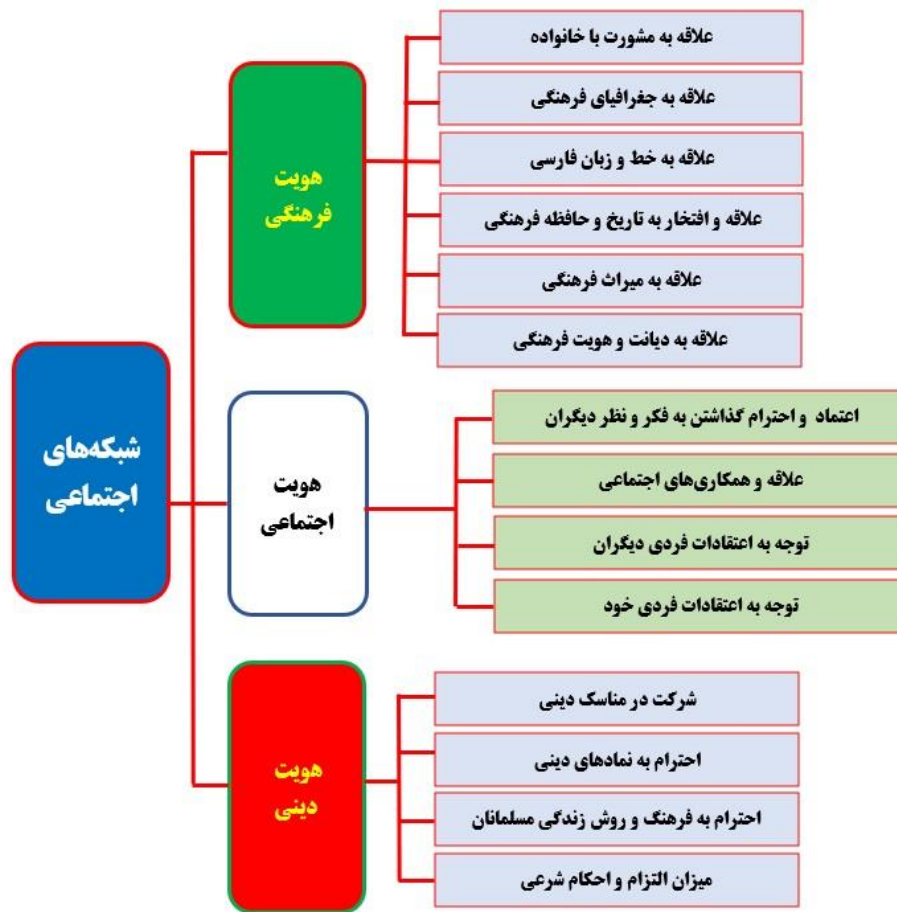 شبکه‌های
اجتماعی
هویت
فرهنگی
علاقه به مشورت با خانواده
علاقه به جغرافیای فرهنگی
علاقه به خط و زبان فارسی
علاقه و افتخار به تاریخ و حافظه فرهنگی
علاقه به میراث فرهنگی
علاقه به دیانت و هویت فرهنگی
هویت
اجتماعی
اعتماد و احترام گذاشتن به فکر و نظر دیگران
علاقه و همکاری‌های اجتماعی
توجه به اعتقادات فردی دیگران
توجه به اعتقادات فردی خود
هویت
دینی
شرکت در مناسک دینی
احترام به نمادهای دینی
احترام به فرهنگ و روش زندگی مسلمانان
میزان التزام و احکام شرعی